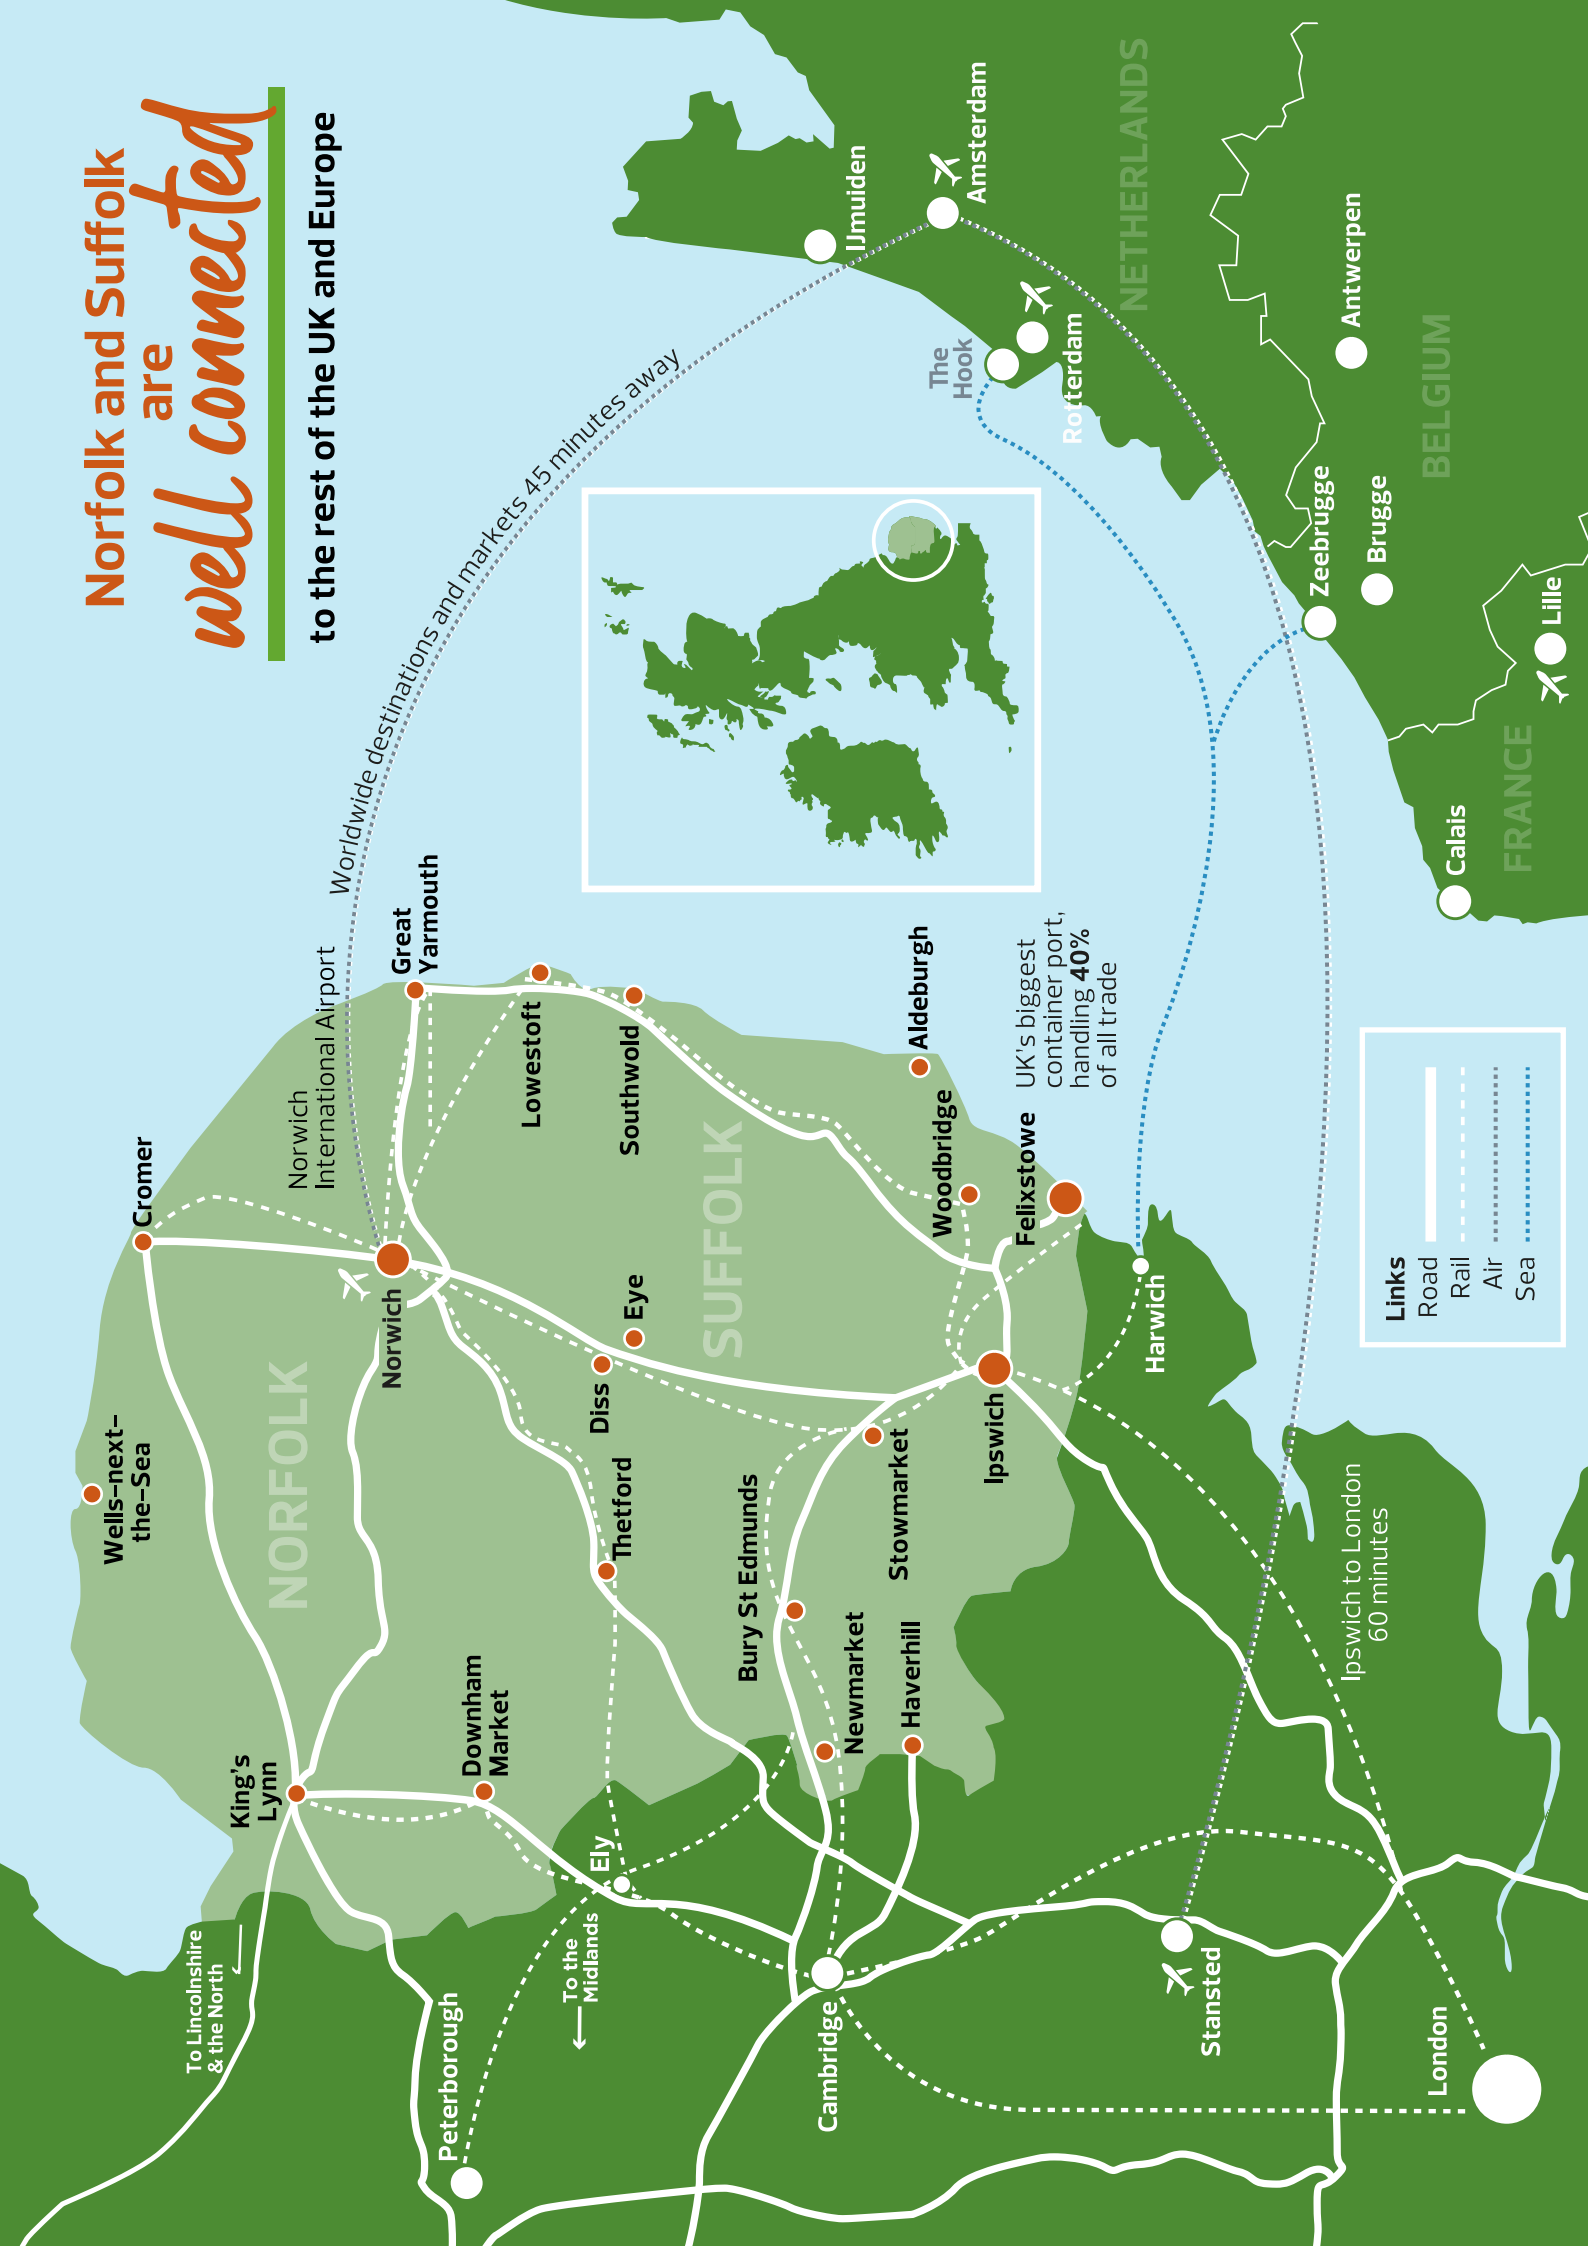 Norfolk and Suffolk
are
well connected
to the rest of the UK and Europe
Worldwide destinations and markets 45 minutes away
Norwich
International Airport
Wells–next–
the–Sea
Cromer
NORFOLK
King's
Lynn
Norwich
Great
Yarmouth
Downham
Market
Lowestoft
Thetford
Diss
Eye
Southwold
SUFFOLK
Bury St Edmunds
Newmarket
Stowmarket
Haverhill
Aldeburgh
Woodbridge
Ipswich
Felixstowe
UK's biggest
container port,
handling 40%
of all trade
Harwich
To Lincolnshire
& the North
Peterborough
To the
Midlands
Ely
Cambridge
Stansted
London
Ipswich to London
60 minutes
IJmuiden
Amsterdam
The
Hook
Rotterdam
NETHERLANDS
Antwerpen
BELGIUM
Zeebrugge
Brugge
Lille
Calais
FRANCE
Links
Road
Rail
Air
Sea